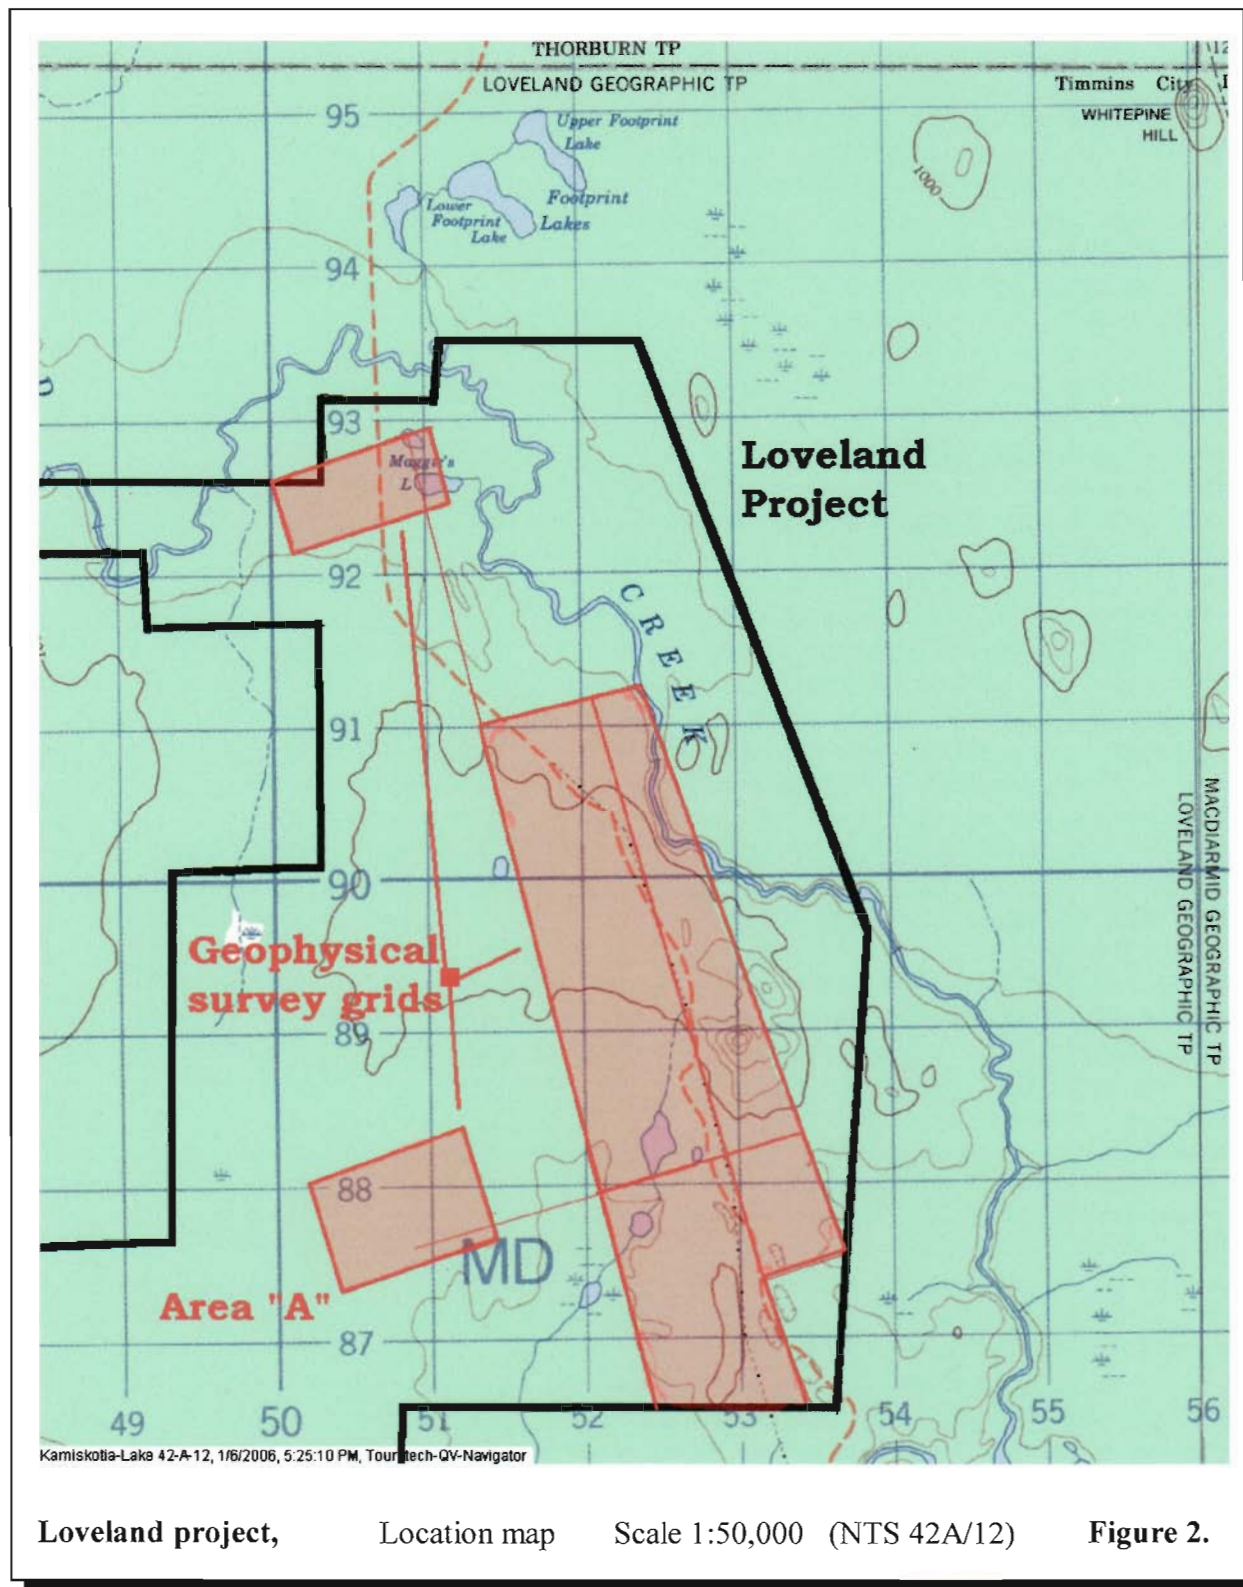 THORBURN TP
LOVELAND GEOGRAPHIC TP
Timmins City
WHITEPINE
HILL
95
Upper Footprint
Lake
1000
Lower
Footprint
Lake
Footprint
Lakes
94
D
93
Maggie's
L
Loveland
Project
92
CREEK
91
MACDIARMID GEOGRAPHIC TP
LOVELAND GEOGRAPHIC TP
90
Geophysical
survey grids
89
88
MD
Area "A"
87
49 50 51 52 53 54 55 56
Kamiskotia-Lake 42-A-12, 1/6/2006, 5:25:10 PM, Touratech-QV-Navigator
Loveland project, Location map Scale 1:50,000 (NTS 42A/12) Figure 2.